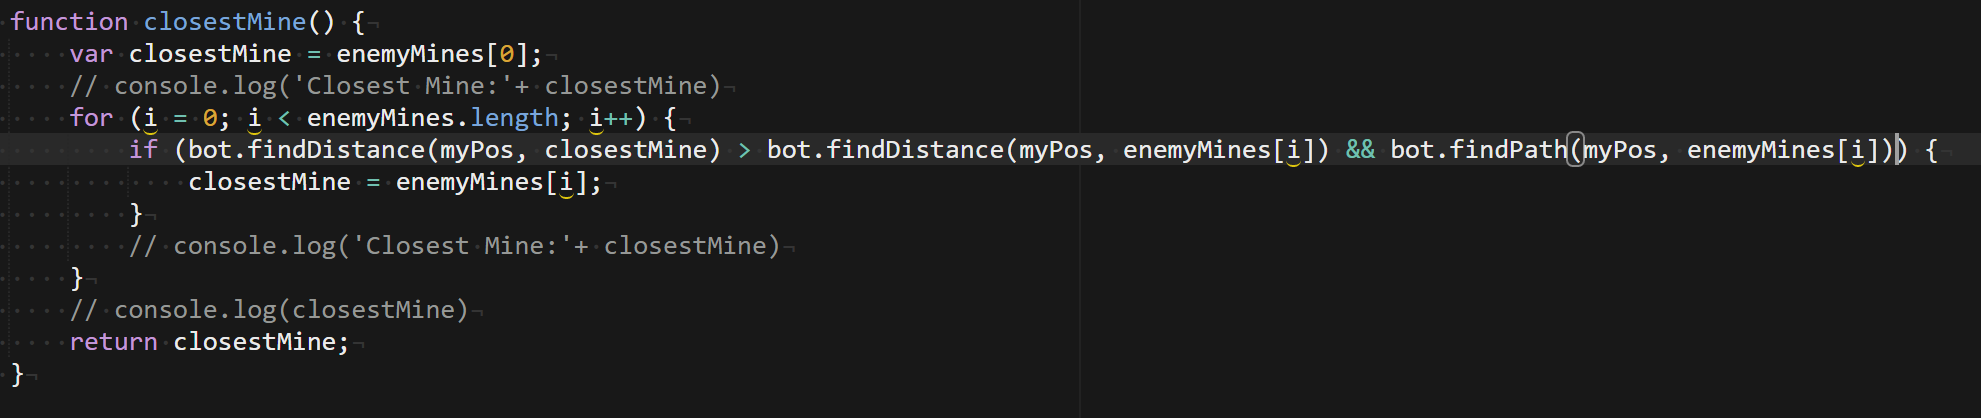 function closestMine() {
    var closestMine = enemyMines[0];
    // console.log('Closest Mine:'+ closestMine)
    for (i = 0; i < enemyMines.length; i++) {
        if (bot.findDistance(myPos, closestMine) > bot.findDistance(myPos, enemyMines[i]) && bot.findPath(myPos, enemyMines[i])) {
            closestMine = enemyMines[i];
        }
        // console.log('Closest Mine:'+ closestMine)
    }
    // console.log(closestMine)
    return closestMine;
}